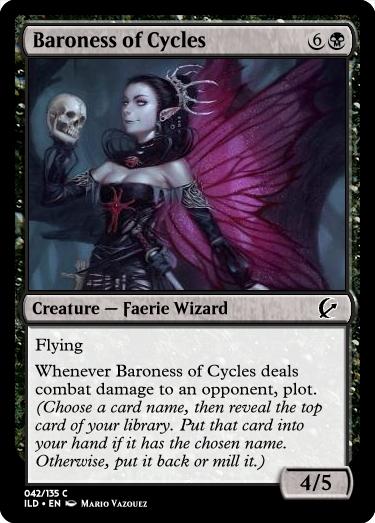 Baroness of Cycles 6
Creature — Faerie Wizard
Flying
Whenever Baroness of Cycles deals
combat damage to an opponent, plot.
(Choose a card name, then reveal the top
card of your library. Put that card into
your hand if it has the chosen name.
Otherwise, put it back or mill it.)
4/5
042/135 C
ILD • EN Mario Vazouez